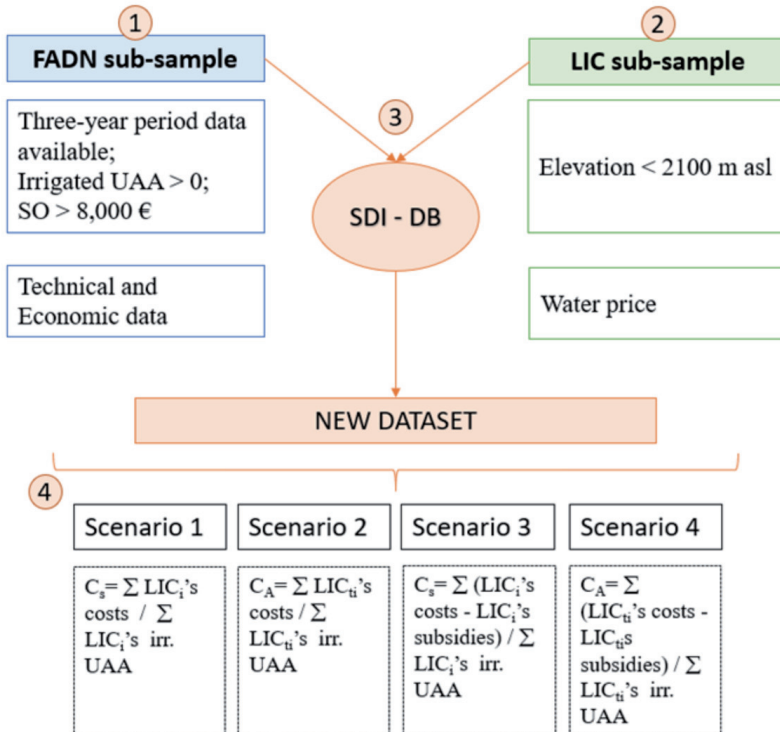 1
FADN sub-sample
Three-year period data
available;
Irrigated UAA > 0;
SO > 8,000 €
Technical and
Economic data
2
LIC sub-sample
Elevation < 2100 m asl
Water price
3
SDI - DB
NEW DATASET
4
Scenario 1
Cₛ= ∑ LICᵢ's
costs / ∑
LICᵢ's irr.
UAA
Scenario 2
C_A= ∑ LICₜᵢ's
costs / ∑
LICₜᵢ's irr.
UAA
Scenario 3
Cₛ= ∑ (LICᵢ's
costs - LICᵢ's
subsidies) / ∑
LICᵢ's irr.
UAA
Scenario 4
C_A= ∑
(LICₜᵢ's costs -
LICₜᵢs
subsidies) / ∑
LICₜᵢ's irr.
UAA